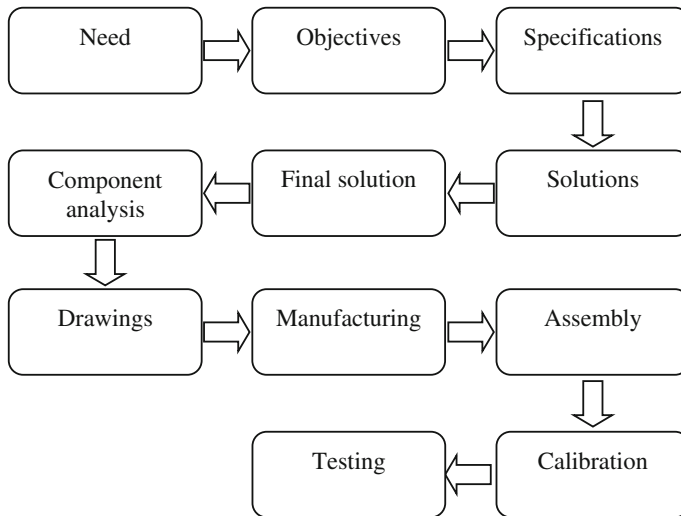 Need
Objectives
Specifications
Solutions
Final solution
Component
analysis
Drawings
Manufacturing
Assembly
Calibration
Testing